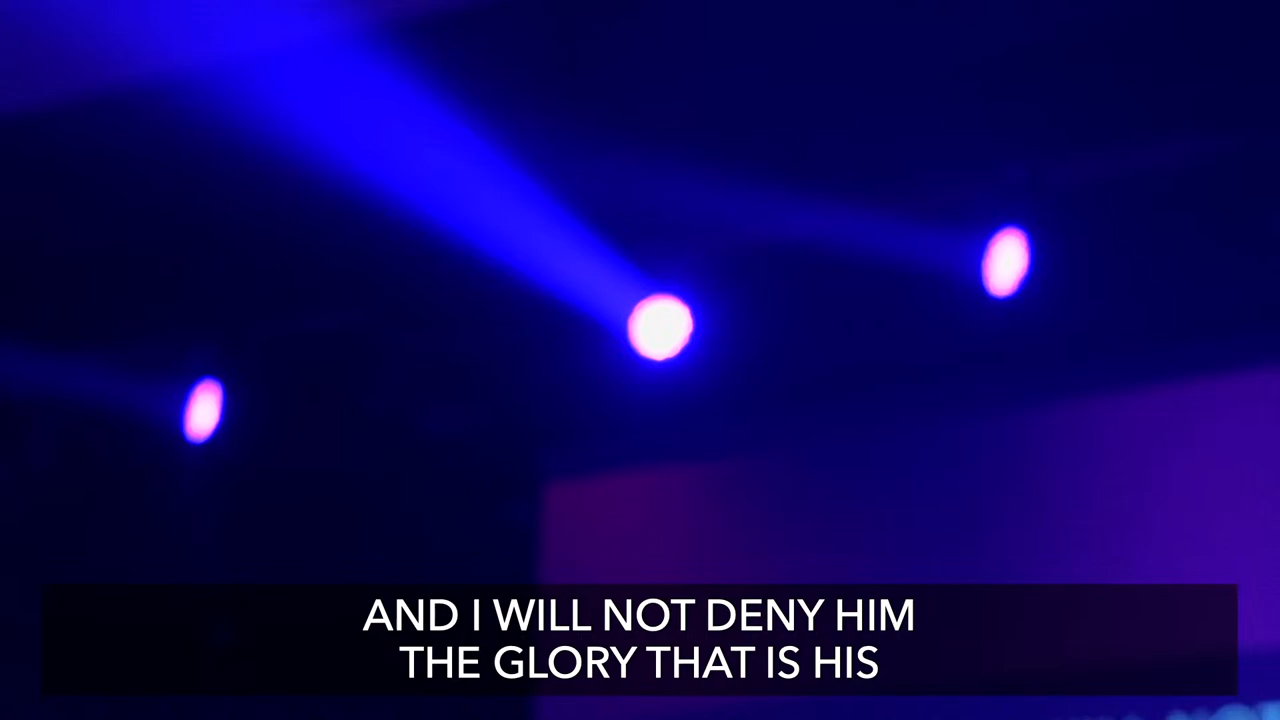 AND I WILL NOT DENY HIM
THE GLORY THAT IS HIS